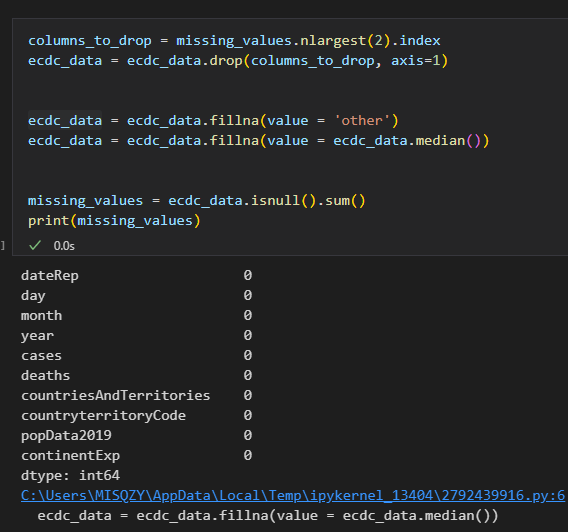 columns_to_drop = missing_values.nlargest(2).index
ecdc_data = ecdc_data.drop(columns_to_drop, axis=1)
ecdc_data = ecdc_data.fillna(value = 'other')
ecdc_data = ecdc_data.fillna(value = ecdc_data.median())
missing_values = ecdc_data.isnull().sum()
print(missing_values)
] ✓ 0.0s
dateRep 0
day 0
month 0
year 0
cases 0
deaths 0
countriesAndTerritories 0
countryterritoryCode 0
popData2019 0
continentExp 0
dtype: int64
C:\Users\MISQZY\AppData\Local\Temp\ipykernel_13404\2792439916.py:6
ecdc_data = ecdc_data.fillna(value = ecdc_data.median())